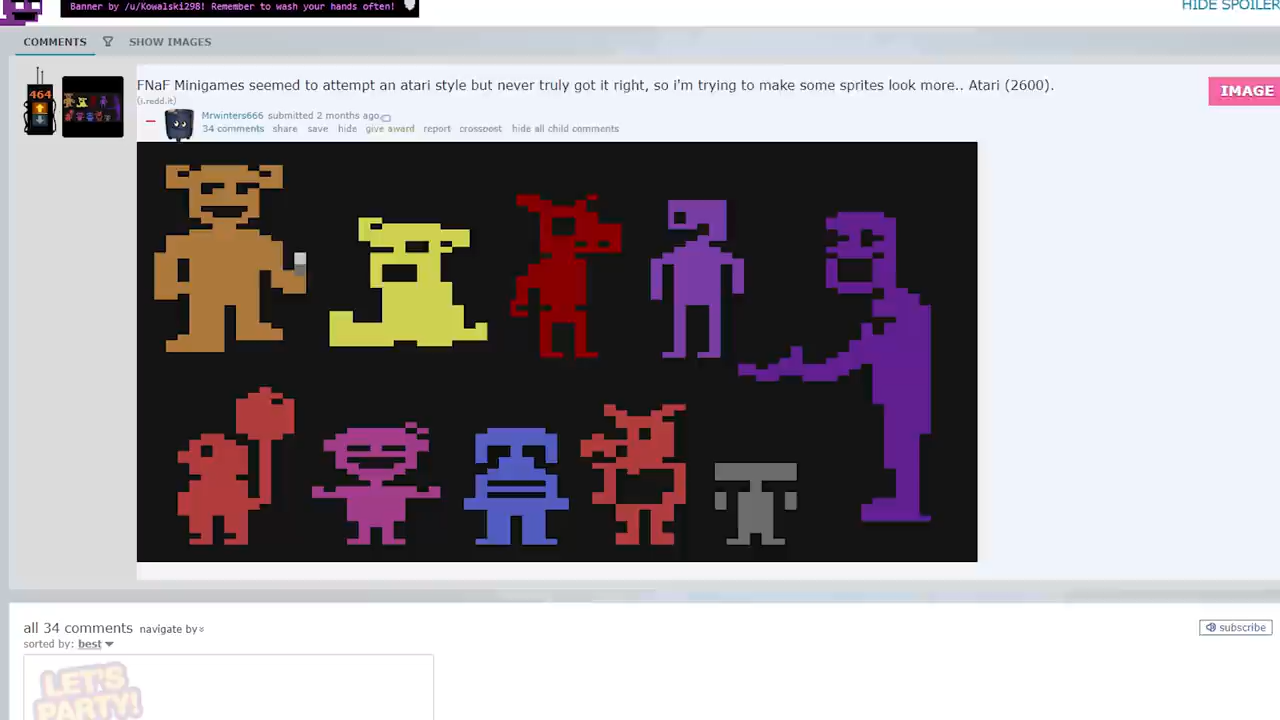 Banner by /u/Kowalski298! Remember to wash your hands often!
HIDE SPOILER
COMMENTS SHOW IMAGES
464
FNaF Minigames seemed to attempt an atari style but never truly got it right, so i'm trying to make some sprites look more.. Atari (2600).
(i.redd.it)
IMAGE
Mrwinters666 submitted 2 months ago
34 comments share save hide give award report crosspost hide all child comments
all 34 comments navigate by
subscribe
sorted by: best
LET'S
PARTY!